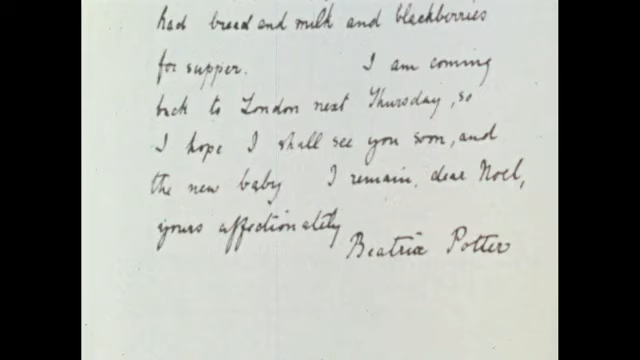 had bread and milk and blackberries
for supper. I am coming
back to London next Thursday, so
I hope I shall see you soon, and
the new baby I remain, dear Noel,
yours affectionately
Beatrix Potter